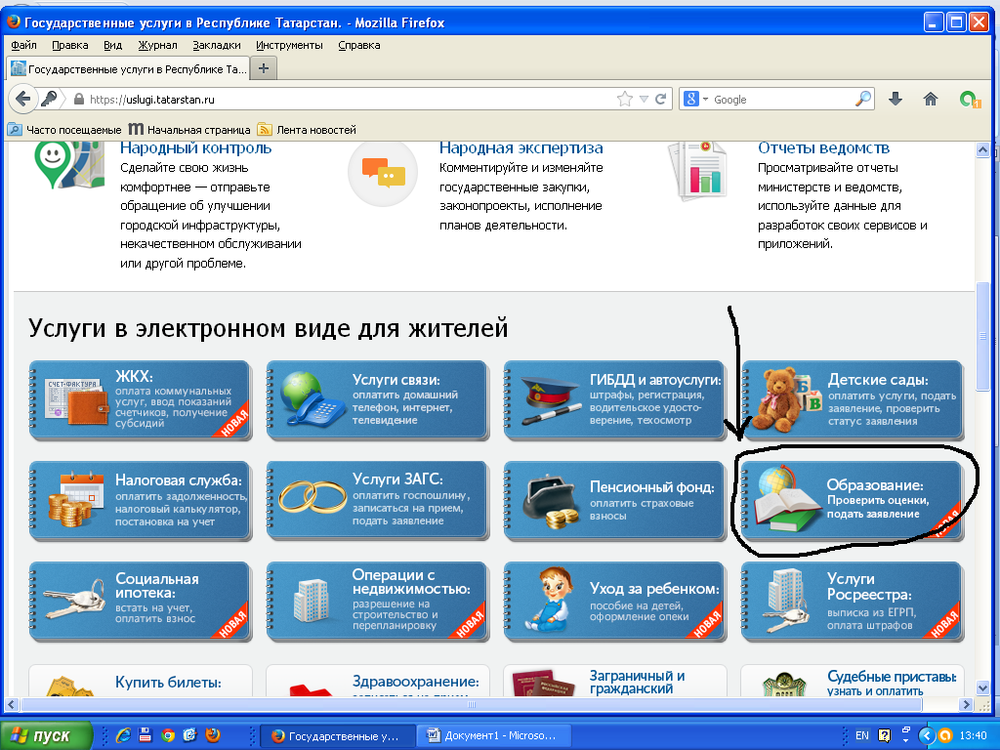 Государственные услуги в Республике Татарстан. - Mozilla Firefox
Файл Правка Вид Журнал Закладки Инструменты Справка
Государственные услуги в Республике Та...
https://uslugi.tatarstan.ru
Google
Часто посещаемые Начальная страница Лента новостей
Народный контроль
Сделайте свою жизнь
комфортнее — отправьте
обращение об улучшении
городской инфраструктуры,
некачественном обслуживании
или другой проблеме.
Народная экспертиза
Комментируйте и изменяйте
государственные закупки,
законопроекты, исполнение
планов деятельности.
Отчеты ведомств
Просматривайте отчеты
министерств и ведомств,
используйте данные для
разработок своих сервисов и
приложений.
Услуги в электронном виде для жителей
СЧЕТ-ФАКТУРА
ЖКХ:
оплата коммунальных
услуг, ввод показаний
счетчиков, получение
субсидий
НОВАЯ
Услуги связи:
оплатить домашний
телефон, интернет,
телевидение
ГИБДД и автоуслуги:
штрафы, регистрация,
водительское удосто-
верение, техосмотр
Детские сады:
оплатить услуги, подать
заявление, проверить
статус заявления
Налоговая служба:
оплатить задолженность,
налоговый калькулятор,
постановка на учет
Услуги ЗАГС:
оплатить госпошлину,
записаться на прием,
подать заявление
Пенсионный фонд:
оплатить страховые
взносы
Образование:
Проверить оценки,
подать заявление
НОВАЯ
Социальная
ипотека:
встать на учет,
оплатить взнос
НОВАЯ
Операции с
недвижимостью:
разрешение на
строительство и
перепланировку
НОВАЯ
Уход за ребенком:
пособие на детей,
оформление опеки
НОВАЯ
Услуги
Росреестра:
выписка из ЕГРП,
оплата штрафов
НОВАЯ
Купить билеты:
Здравоохранение:
записаться на прием
Заграничный и
гражданский
Судебные приставы:
узнать и оплатить
пуск
Государственные у...
Документ1 - Microso...
EN
13:40